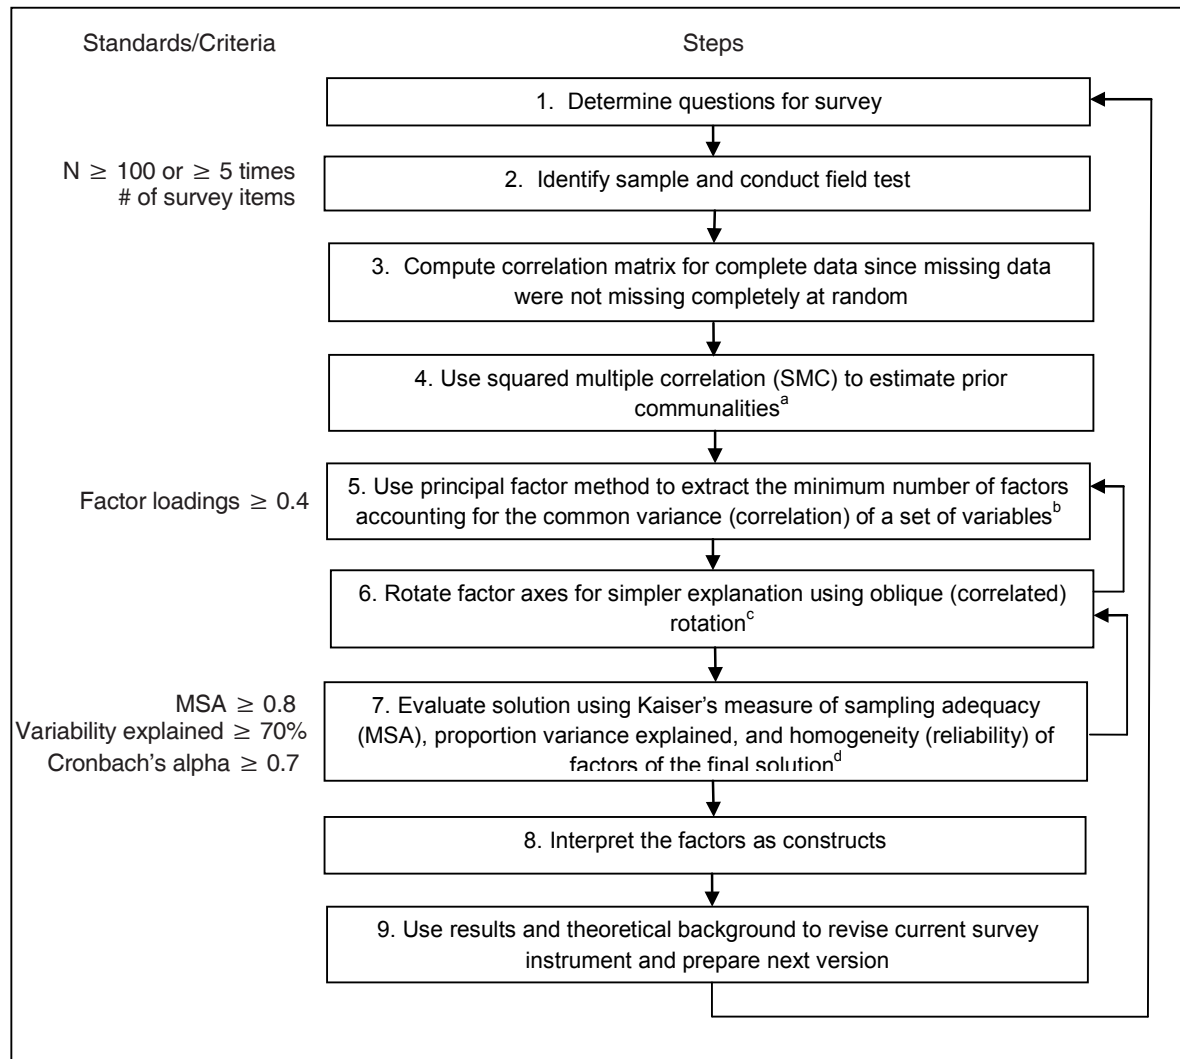 Standards/Criteria
Steps
1. Determine questions for survey
N ≥ 100 or ≥ 5 times
# of survey items
2. Identify sample and conduct field test
3. Compute correlation matrix for complete data since missing data
were not missing completely at random
4. Use squared multiple correlation (SMC) to estimate prior
communalitiesᵃ
Factor loadings ≥ 0.4
5. Use principal factor method to extract the minimum number of factors
accounting for the common variance (correlation) of a set of variablesᵇ
6. Rotate factor axes for simpler explanation using oblique (correlated)
rotationᶜ
MSA ≥ 0.8
Variability explained ≥ 70%
Cronbach's alpha ≥ 0.7
7. Evaluate solution using Kaiser's measure of sampling adequacy
(MSA), proportion variance explained, and homogeneity (reliability) of
factors of the final solutionᵈ
8. Interpret the factors as constructs
9. Use results and theoretical background to revise current survey
instrument and prepare next version